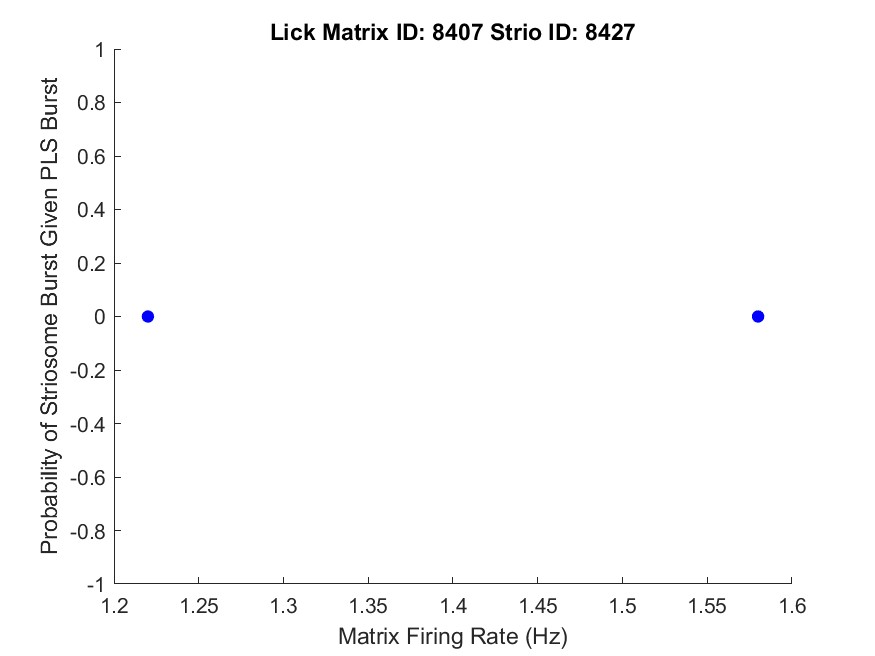 Lick Matrix ID: 8407 Strio ID: 8427
Probability of Striosome Burst Given PLS Burst
1
0.8
0.6
0.4
0.2
0
-0.2
-0.4
-0.6
-0.8
-1
1.2 1.25 1.3 1.35 1.4 1.45 1.5 1.55 1.6
Matrix Firing Rate (Hz)